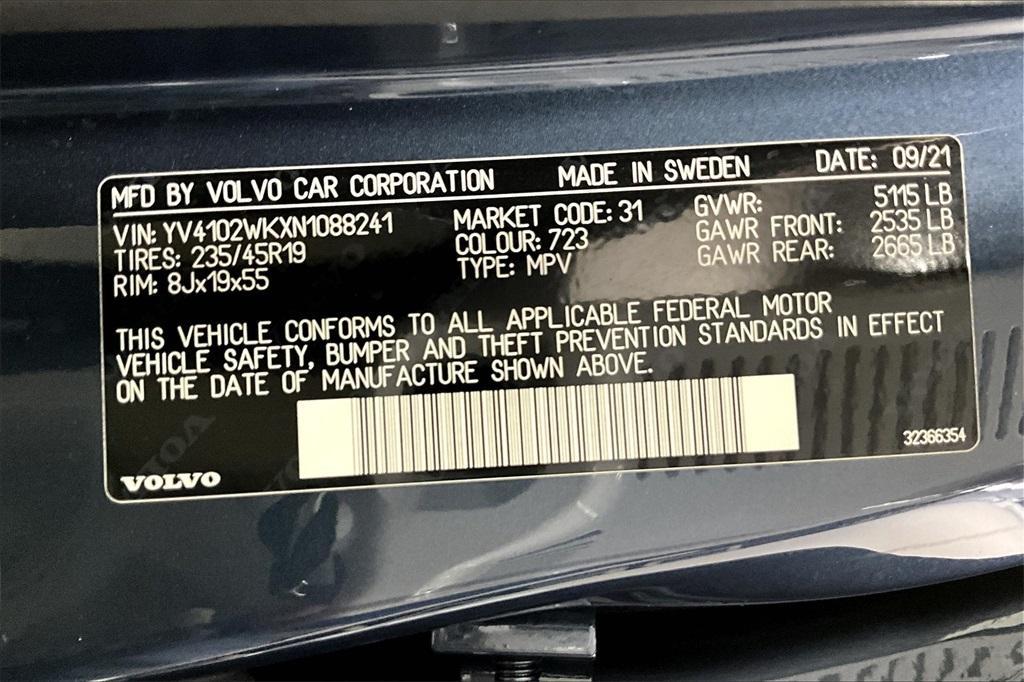 MFD BY VOLVO CAR CORPORATION MADE IN SWEDEN DATE: 09/21
VIN: YV4102WKXN1088241 MARKET CODE: 31 GVWR: 5115 LB
TIRES: 235/45R19 COLOUR: 723 GAWR FRONT: 2535 LB
RIM: 8Jx19x55 TYPE: MPV GAWR REAR: 2665 LB
THIS VEHICLE CONFORMS TO ALL APPLICABLE FEDERAL MOTOR
VEHICLE SAFETY, BUMPER AND THEFT PREVENTION STANDARDS IN EFFECT
ON THE DATE OF MANUFACTURE SHOWN ABOVE.
32366354
VOLVO
VOLVO